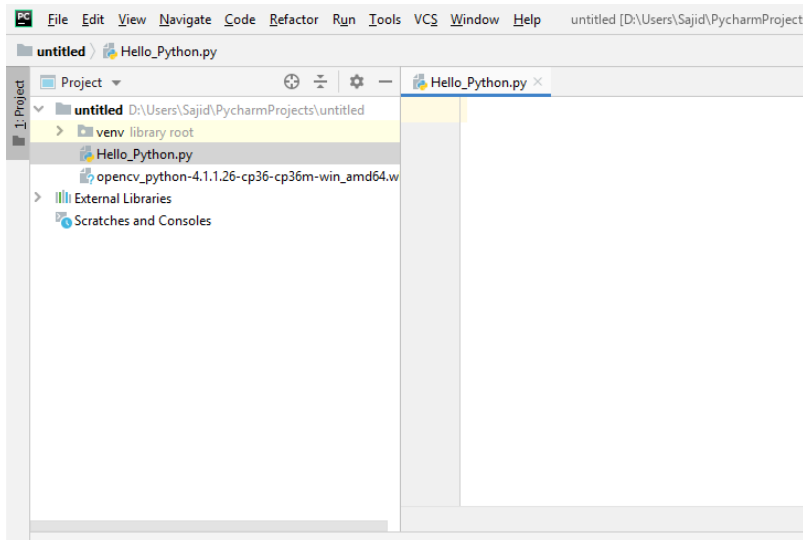 PC File Edit View Navigate Code Refactor Run Tools VCS Window Help untitled [D:\Users\Sajid\PycharmProject
untitled Hello_Python.py
1: Project
Project Hello_Python.py
untitled D:\Users\Sajid\PycharmProjects\untitled
venv library root
Hello_Python.py
opencv_python-4.1.1.26-cp36-cp36m-win_amd64.w
External Libraries
Scratches and Consoles